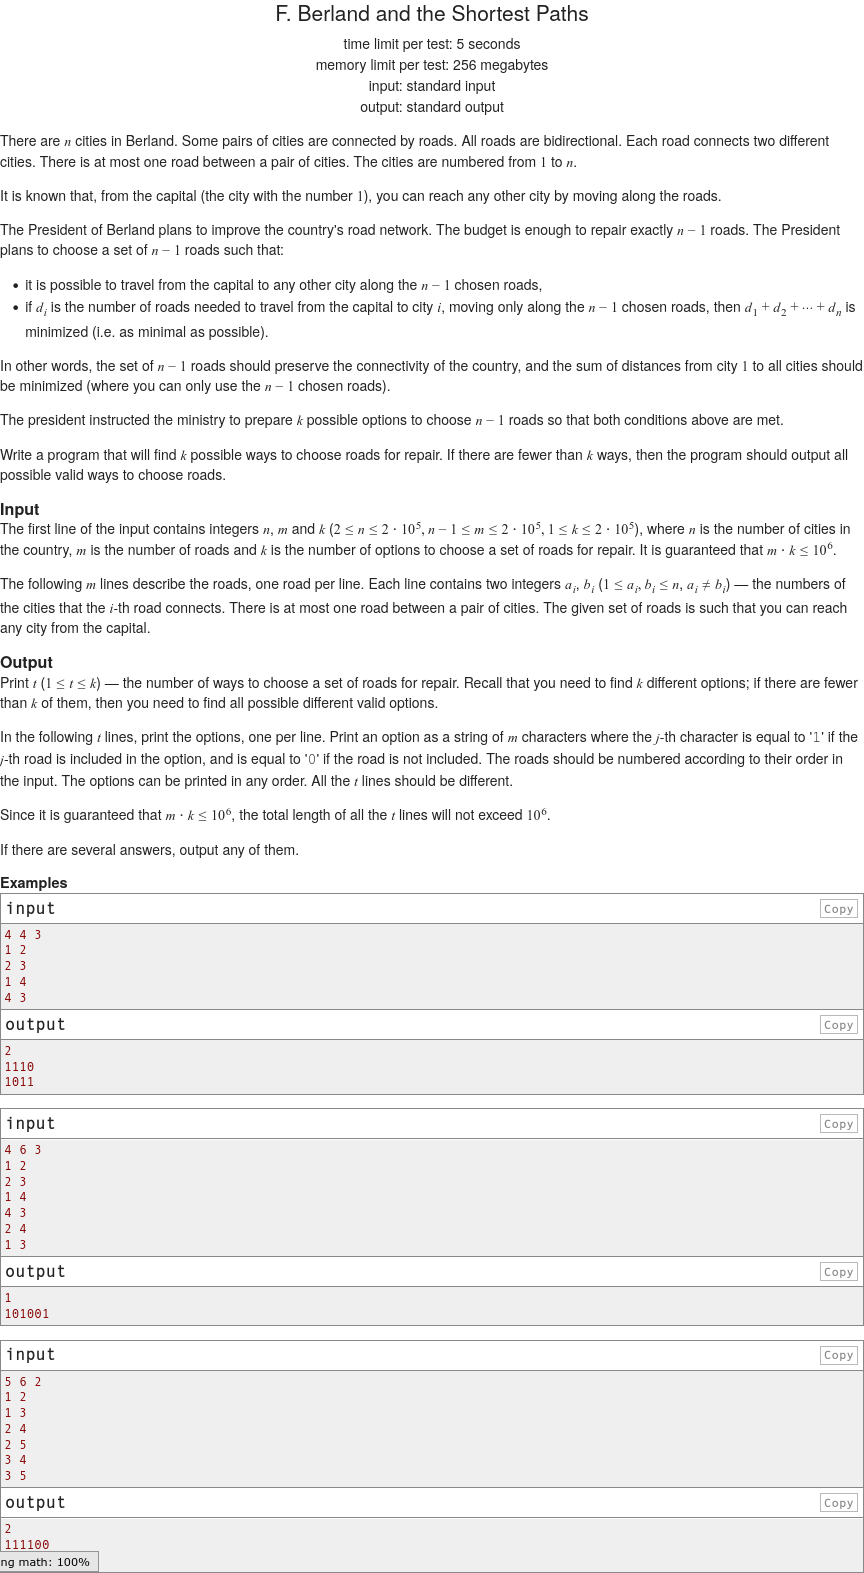 F. Berland and the Shortest Paths
time limit per test: 5 seconds
memory limit per test: 256 megabytes
input: standard input
output: standard output
There are n cities in Berland. Some pairs of cities are connected by roads. All roads are bidirectional. Each road connects two different
cities. There is at most one road between a pair of cities. The cities are numbered from 1 to n.
It is known that, from the capital (the city with the number 1), you can reach any other city by moving along the roads.
The President of Berland plans to improve the country's road network. The budget is enough to repair exactly n − 1 roads. The President
plans to choose a set of n − 1 roads such that:
• it is possible to travel from the capital to any other city along the n − 1 chosen roads,
• if d_i is the number of roads needed to travel from the capital to city i, moving only along the n − 1 chosen roads, then d_1 + d_2 + ⋯ + d_n is
minimized (i.e. as minimal as possible).
In other words, the set of n − 1 roads should preserve the connectivity of the country, and the sum of distances from city 1 to all cities should
be minimized (where you can only use the n − 1 chosen roads).
The president instructed the ministry to prepare k possible options to choose n − 1 roads so that both conditions above are met.
Write a program that will find k possible ways to choose roads for repair. If there are fewer than k ways, then the program should output all
possible valid ways to choose roads.
Input
The first line of the input contains integers n, m and k (2 ≤ n ≤ 2 · 10^5, n − 1 ≤ m ≤ 2 · 10^5, 1 ≤ k ≤ 2 · 10^5), where n is the number of cities in
the country, m is the number of roads and k is the number of options to choose a set of roads for repair. It is guaranteed that m · k ≤ 10^6.
The following m lines describe the roads, one road per line. Each line contains two integers a_i, b_i (1 ≤ a_i, b_i ≤ n, a_i ≠ b_i) — the numbers of
the cities that the i-th road connects. There is at most one road between a pair of cities. The given set of roads is such that you can reach
any city from the capital.
Output
Print t (1 ≤ t ≤ k) — the number of ways to choose a set of roads for repair. Recall that you need to find k different options; if there are fewer
than k of them, then you need to find all possible different valid options.
In the following t lines, print the options, one per line. Print an option as a string of m characters where the j-th character is equal to '1' if the
j-th road is included in the option, and is equal to '0' if the road is not included. The roads should be numbered according to their order in
the input. The options can be printed in any order. All the t lines should be different.
Since it is guaranteed that m · k ≤ 10^6, the total length of all the t lines will not exceed 10^6.
If there are several answers, output any of them.
Examples
input Copy
4 4 3
1 2
2 3
1 4
4 3
output Copy
2
1110
1011
input Copy
4 6 3
1 2
2 3
1 4
4 3
2 4
1 3
output Copy
1
101001
input Copy
5 6 2
1 2
1 3
2 4
2 5
3 4
3 5
output Copy
2
111100
ng math: 100%